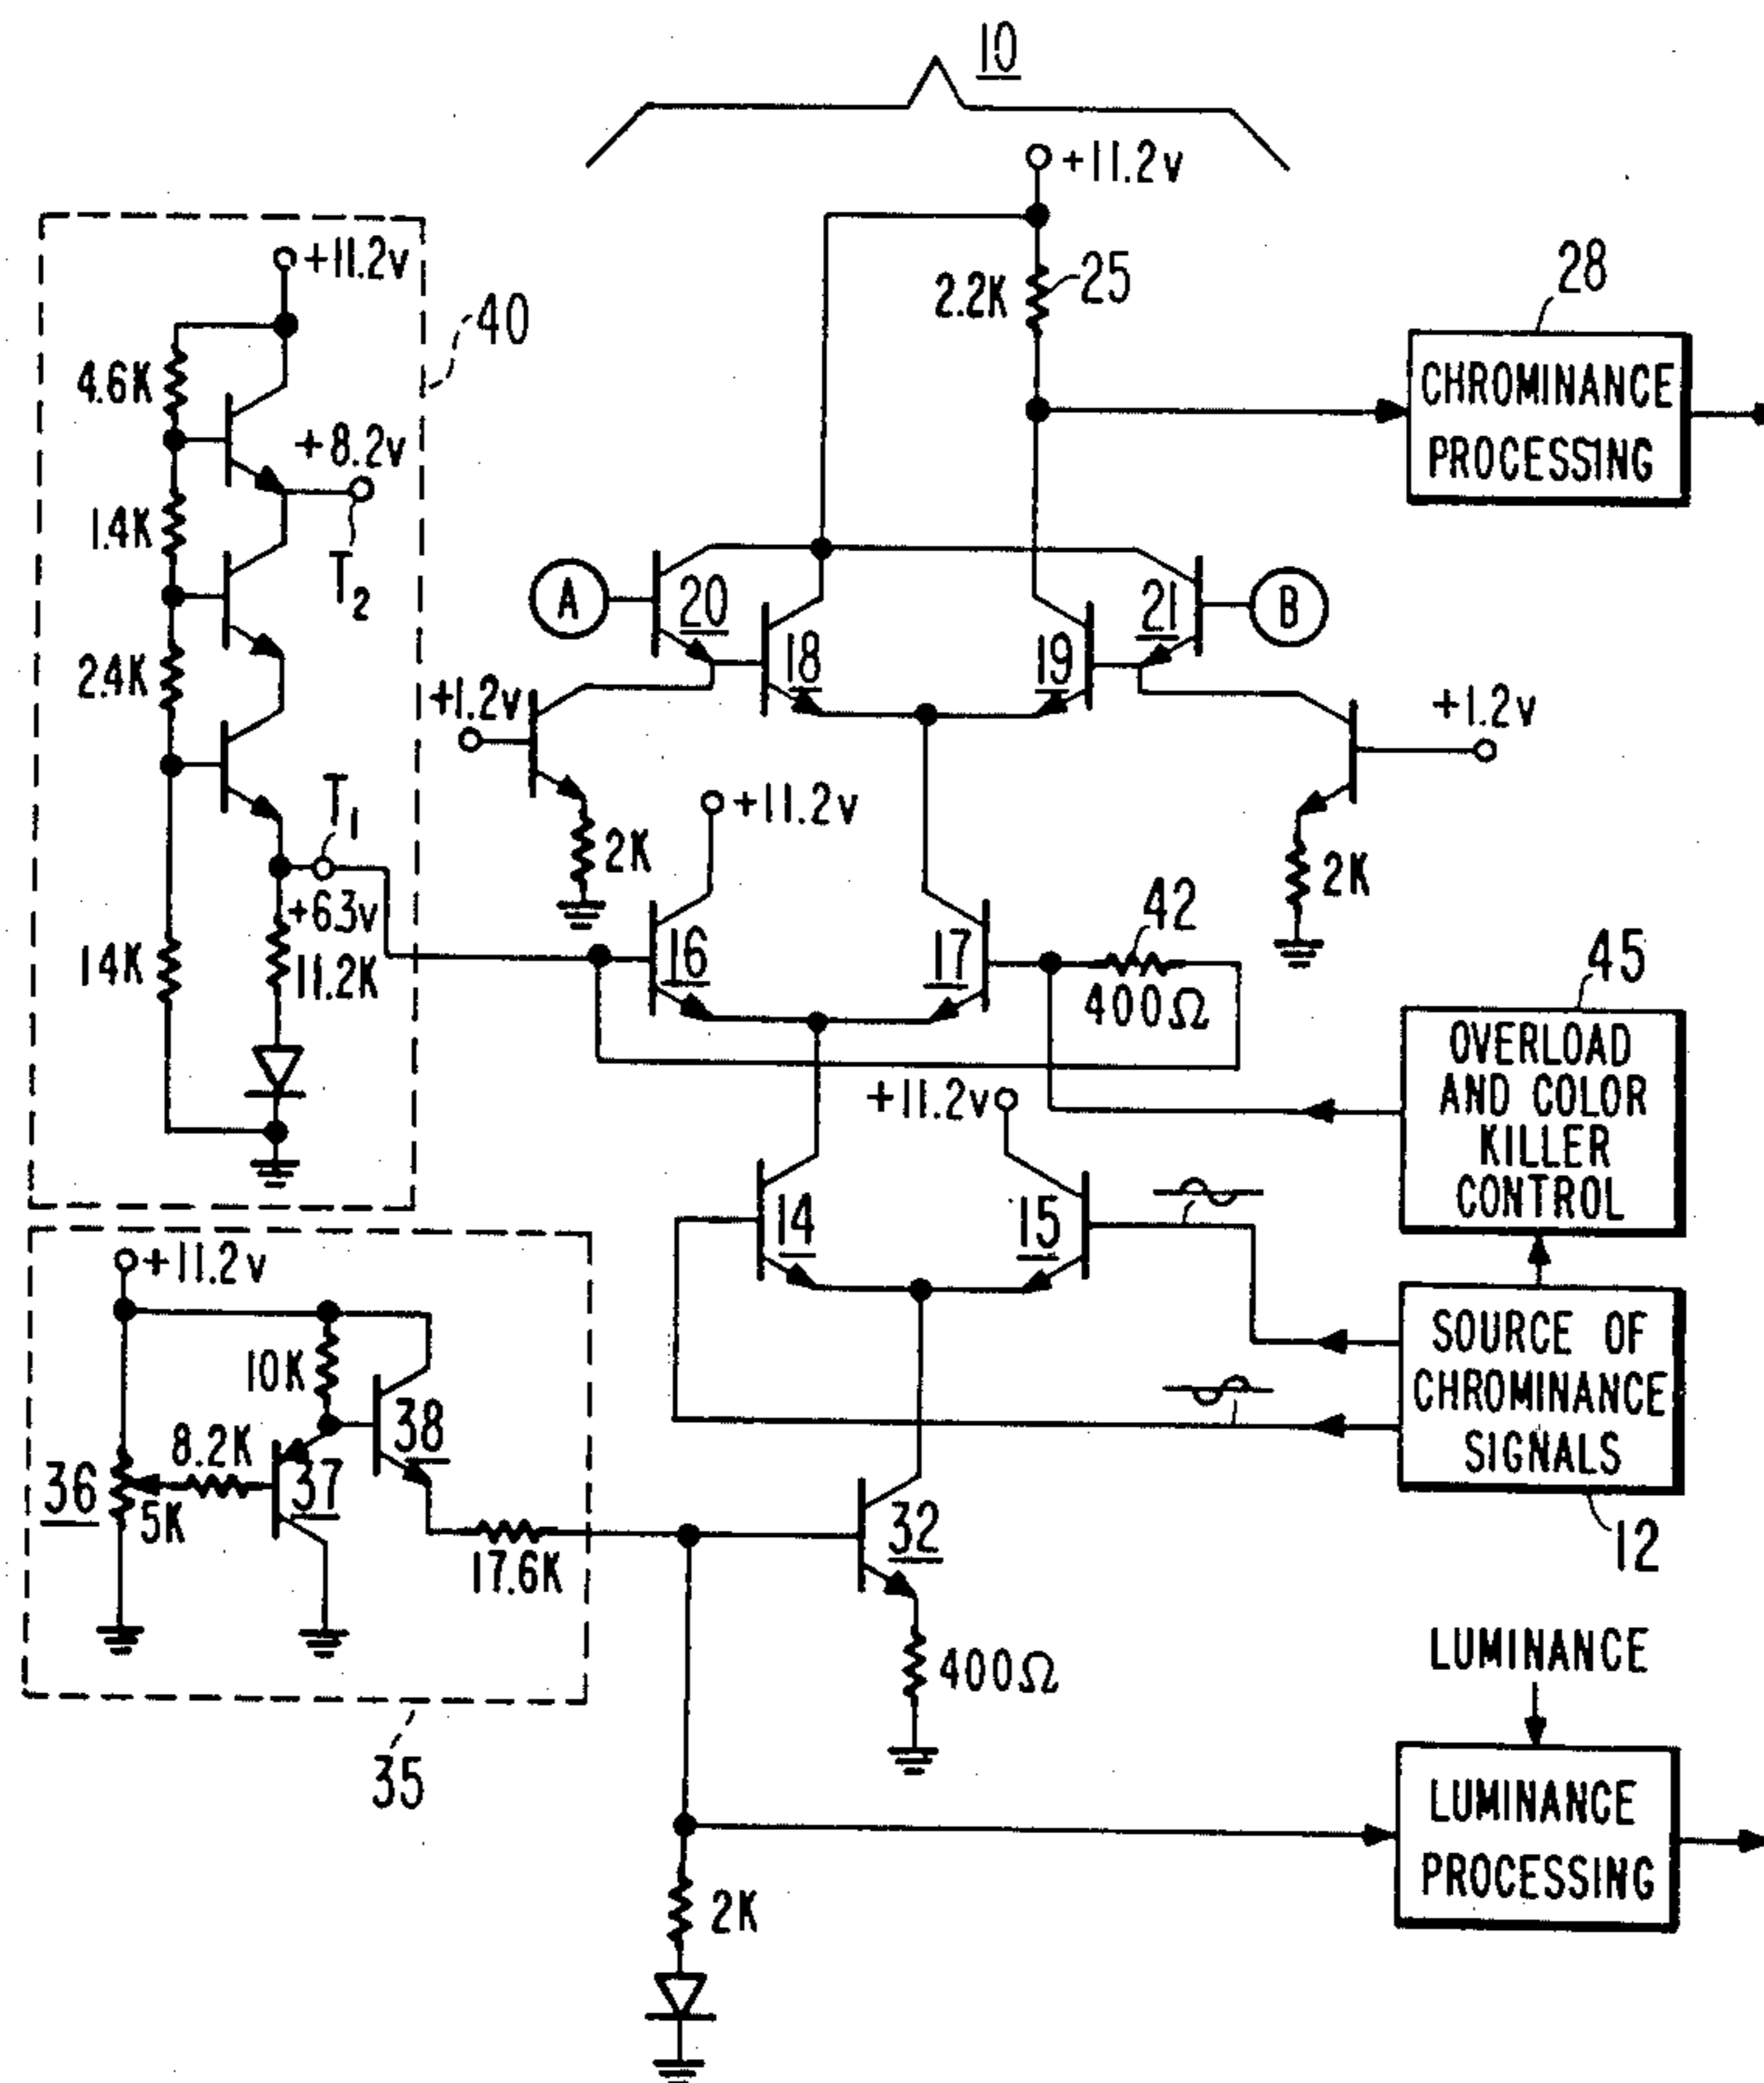 10
+11.2v
+11.2v
40
4.6K
2.2K
25
28
CHROMINANCE
PROCESSING
+8.2v
1.4K
T2
A
20
18
19
21
B
2.4K
+1.2v
+1.2v
T1
+11.2v
2K
2K
+6.3v
14K
11.2K
16
17
42
400Ω
45
OVERLOAD
AND COLOR
KILLER
CONTROL
+11.2v
14
15
+11.2v
SOURCE OF
CHROMINANCE
SIGNALS
12
10K
38
8.2K
36
5K
37
17.6K
32
400Ω
35
LUMINANCE
LUMINANCE
PROCESSING
2K